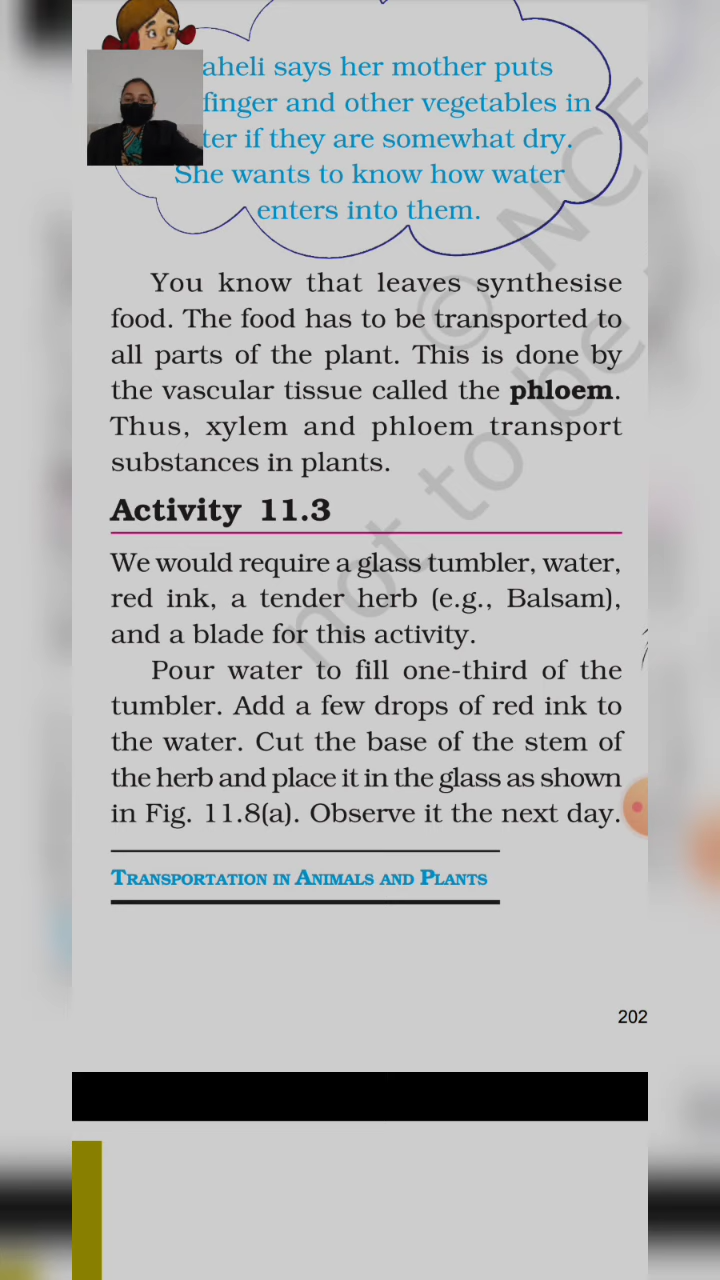 aheli says her mother puts
finger and other vegetables in
ter if they are somewhat dry.
She wants to know how water
enters into them.
You know that leaves synthesise
food. The food has to be transported to
all parts of the plant. This is done by
the vascular tissue called the phloem.
Thus, xylem and phloem transport
substances in plants.
Activity 11.3
We would require a glass tumbler, water,
red ink, a tender herb (e.g., Balsam),
and a blade for this activity.
Pour water to fill one-third of the
tumbler. Add a few drops of red ink to
the water. Cut the base of the stem of
the herb and place it in the glass as shown
in Fig. 11.8(a). Observe it the next day.
TRANSPORTATION IN ANIMALS AND PLANTS
202
© NCE
not to be